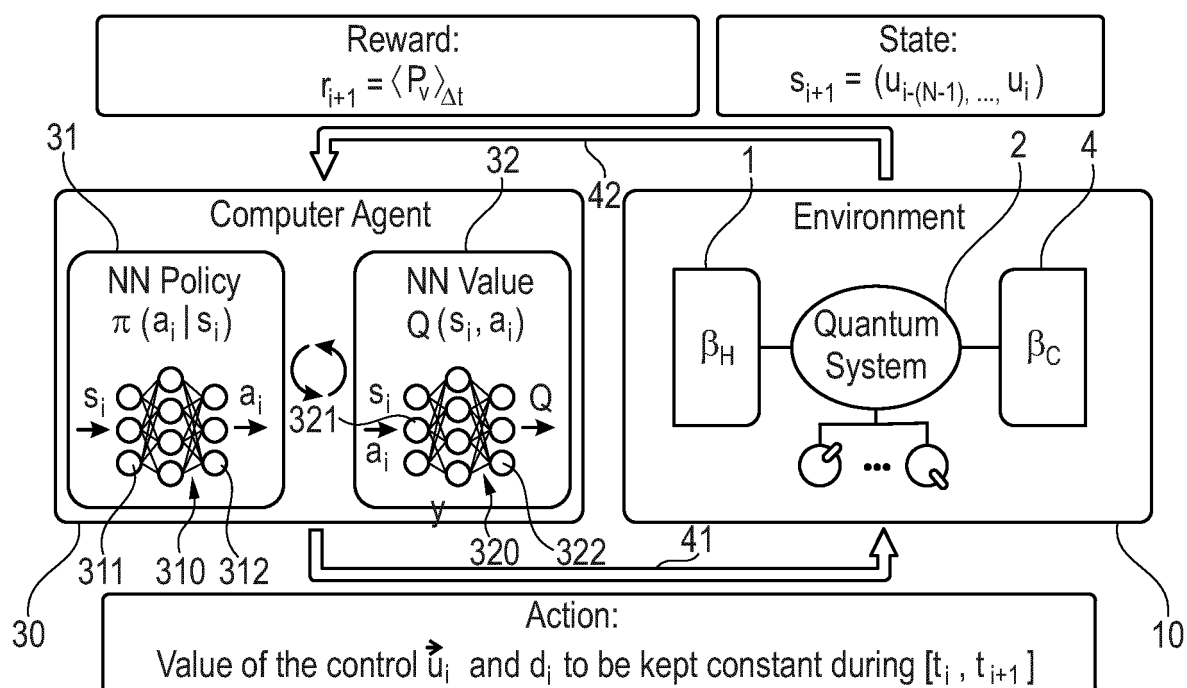 Reward:
r_{i+1} = ⟨P_v⟩_{Δt}
State:
s_{i+1} = (u_{i-(N-1), ...,} u_i)
31
32
42
1
2
4
Computer Agent
Environment
NN Policy
π (a_i | s_i)
NN Value
Q (s_i, a_i)
β_H
Quantum
System
β_C
s_i
a_i
321
s_i
a_i
Q
...
y
311
310
312
320
322
41
30
10
Action:
Value of the control u⃗_i and d_i to be kept constant during [t_i , t_{i+1}]